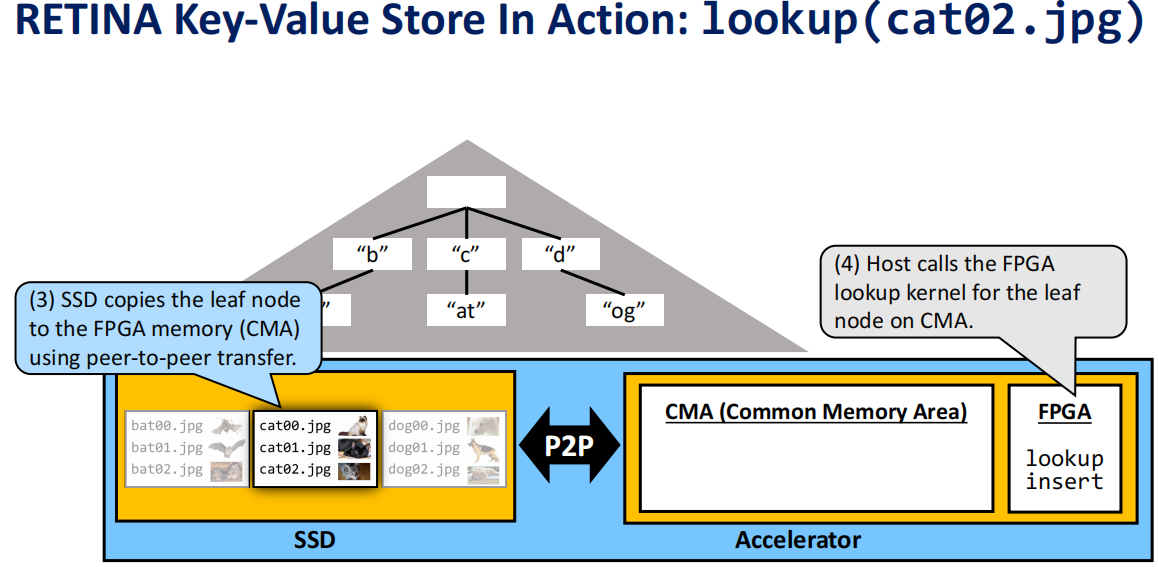 RETINA Key-Value Store In Action: lookup(cat02.jpg)
“b”
“c”
“d”
”
“at”
“og”
(3) SSD copies the leaf node
to the FPGA memory (CMA)
using peer-to-peer transfer.
(4) Host calls the FPGA
lookup kernel for the leaf
node on CMA.
bat00.jpg
bat01.jpg
bat02.jpg
cat00.jpg
cat01.jpg
cat02.jpg
dog00.jpg
dog01.jpg
dog02.jpg
P2P
CMA (Common Memory Area)
FPGA
lookup
insert
SSD
Accelerator